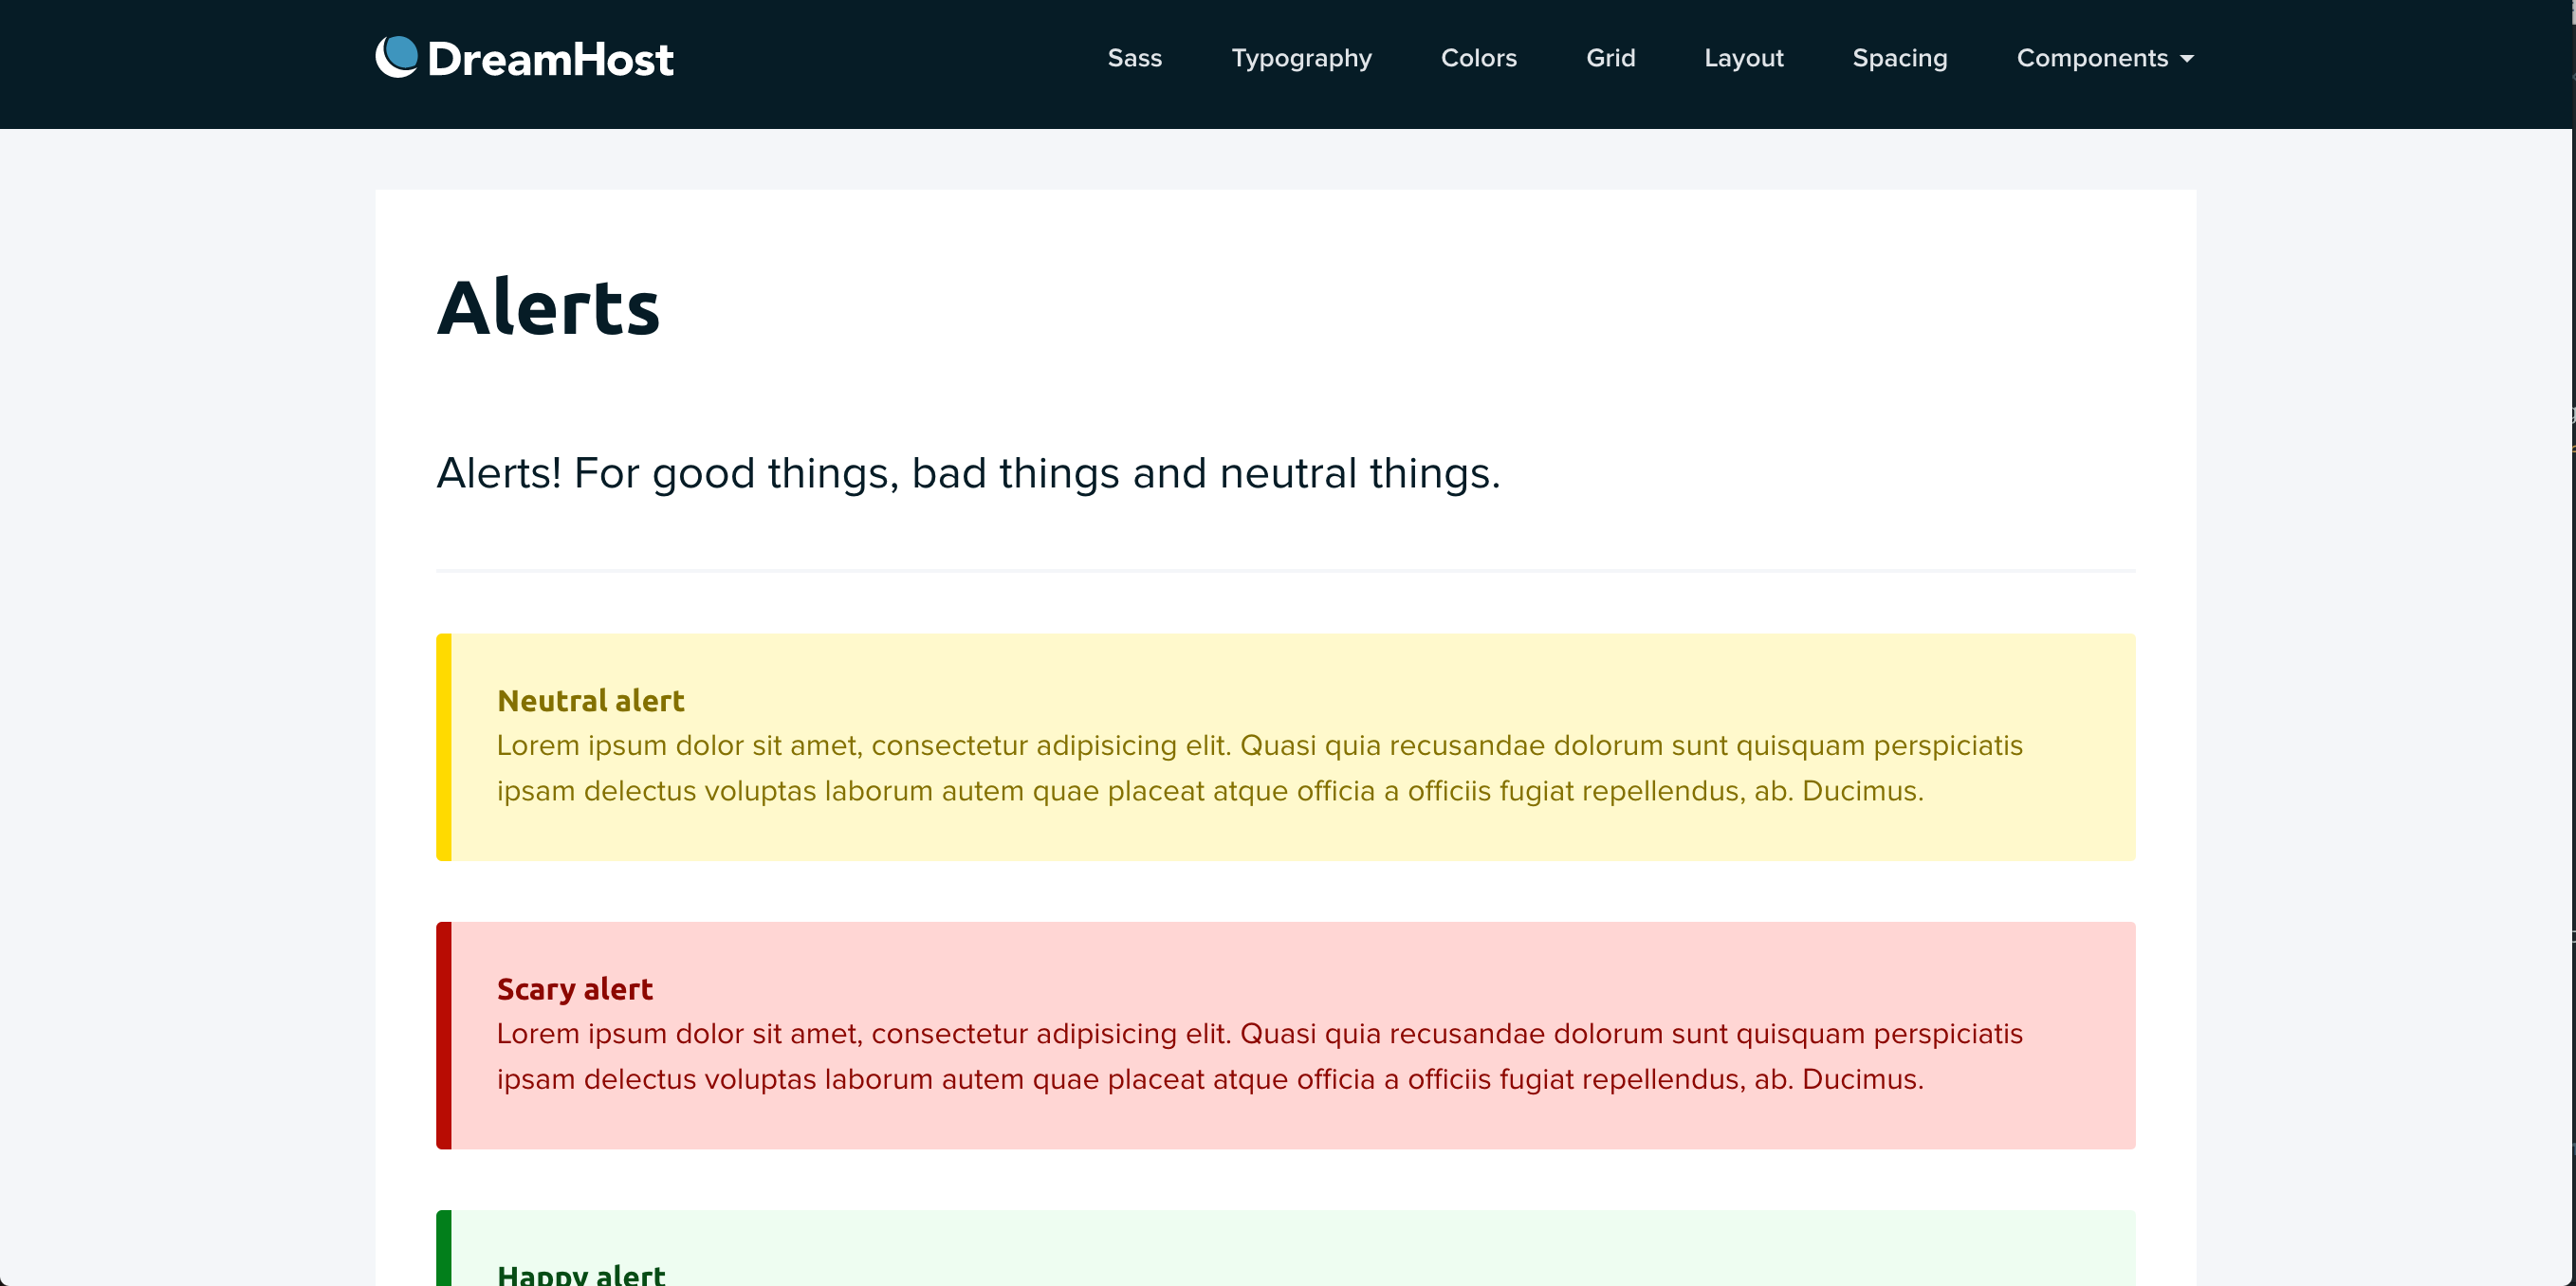 DreamHost
Sass Typography Colors Grid Layout Spacing Components
Alerts
Alerts! For good things, bad things and neutral things.
Neutral alert
Lorem ipsum dolor sit amet, consectetur adipisicing elit. Quasi quia recusandae dolorum sunt quisquam perspiciatis
ipsam delectus voluptas laborum autem quae placeat atque officia a officiis fugiat repellendus, ab. Ducimus.
Scary alert
Lorem ipsum dolor sit amet, consectetur adipisicing elit. Quasi quia recusandae dolorum sunt quisquam perspiciatis
ipsam delectus voluptas laborum autem quae placeat atque officia a officiis fugiat repellendus, ab. Ducimus.
Happy alert